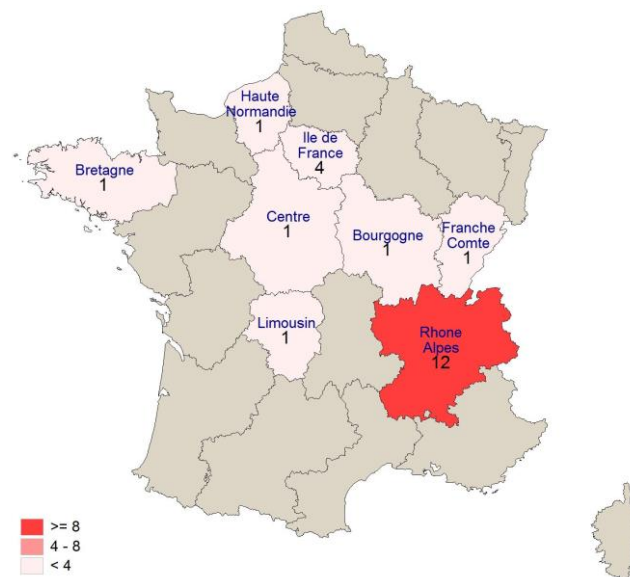 Haute
Normandie
1
Ile de
France
4
Bretagne
1
Centre
1
Bourgogne
1
Franche
Comte
1
Limousin
1
Rhone
Alpes
12
>= 8
4 - 8
< 4